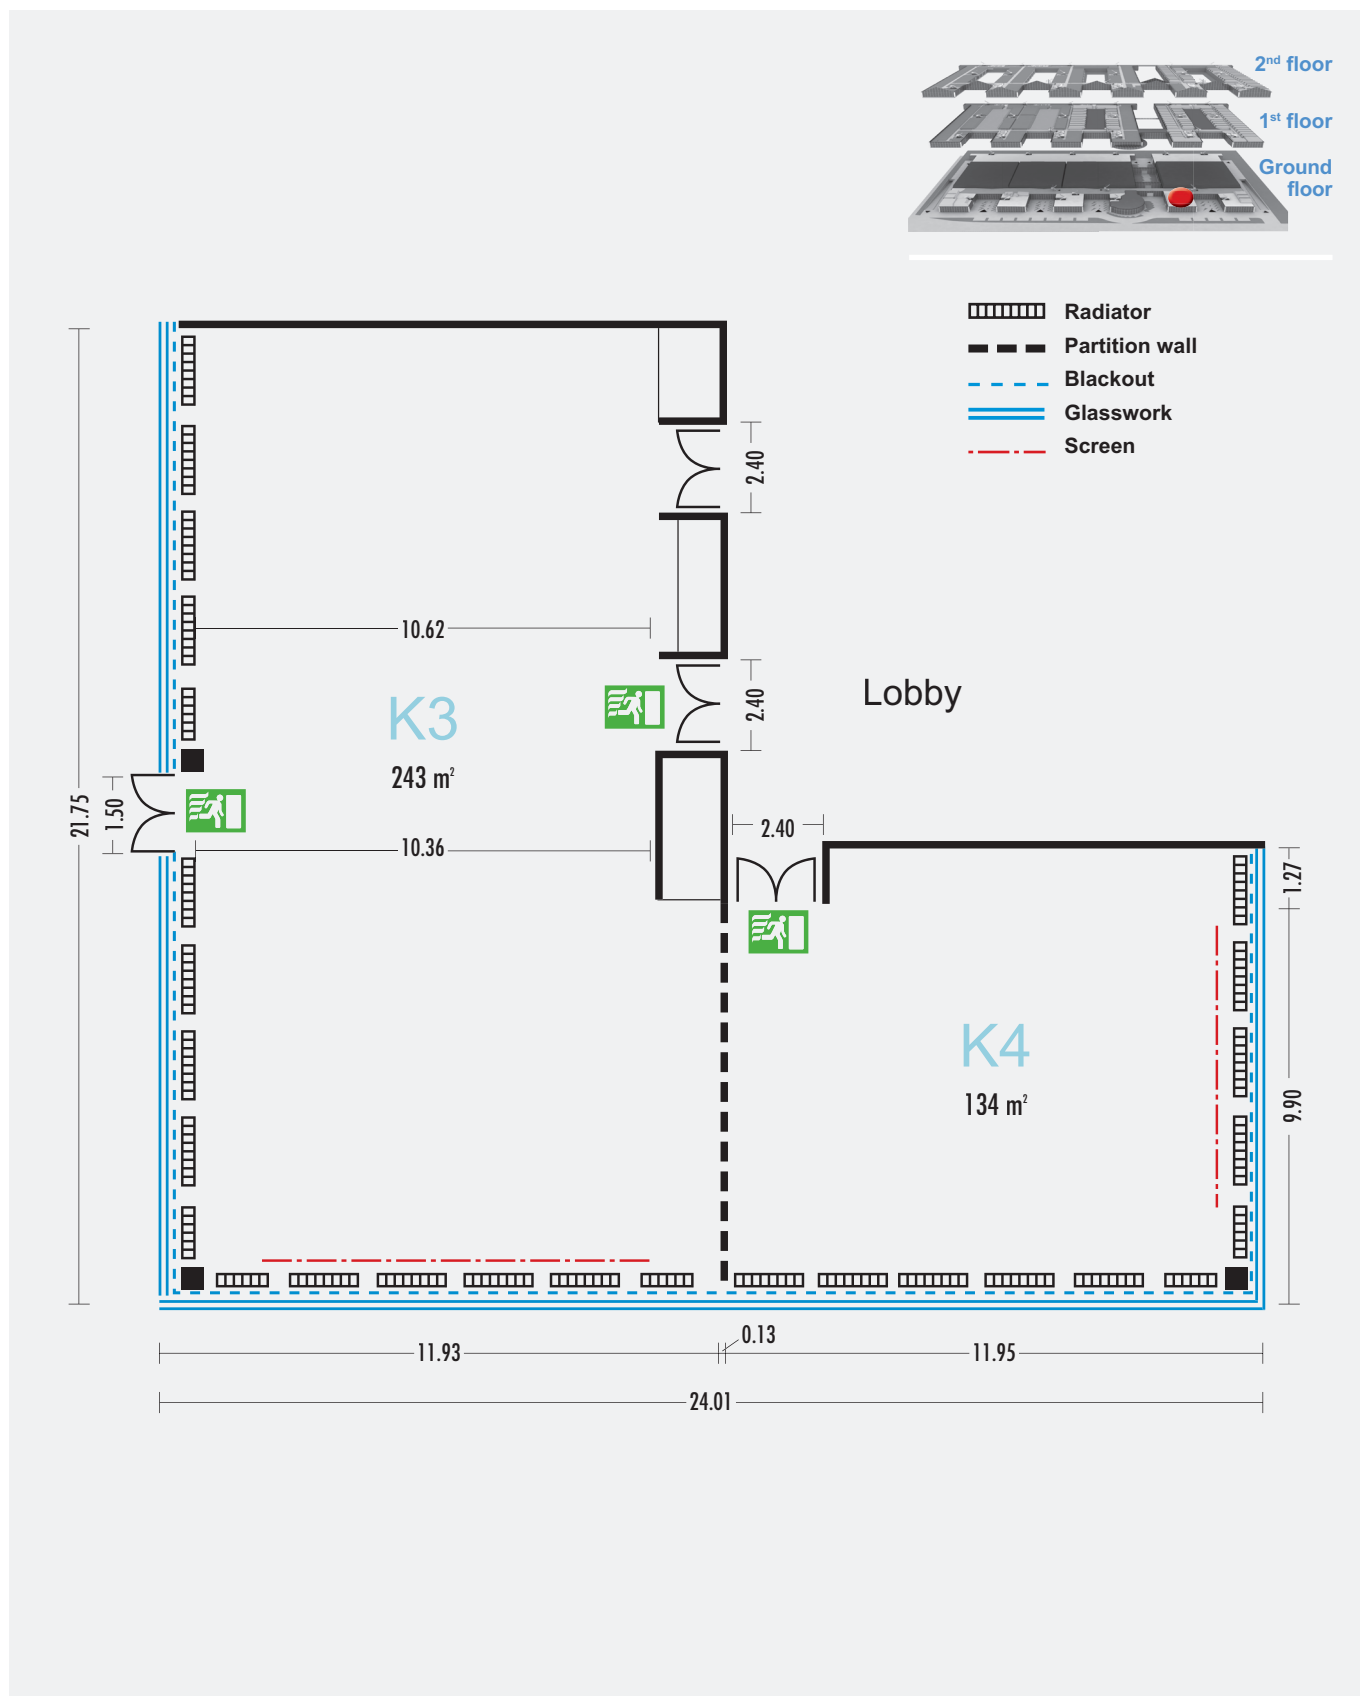 2nd floor
1st floor
Ground
floor
Radiator
Partition wall
Blackout
Glasswork
Screen
2.40
10.62
K3
243 m²
2.40
Lobby
21.75
1.50
10.36
2.40
1.27
K4
134 m²
9.90
0.13
11.93
11.95
24.01